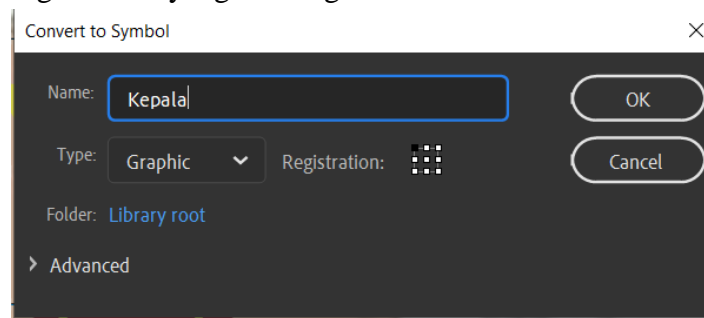 Convert to Symbol
Name: Kepala
OK
Type: Graphic
Registration:
Cancel
Folder: Library root
Advanced